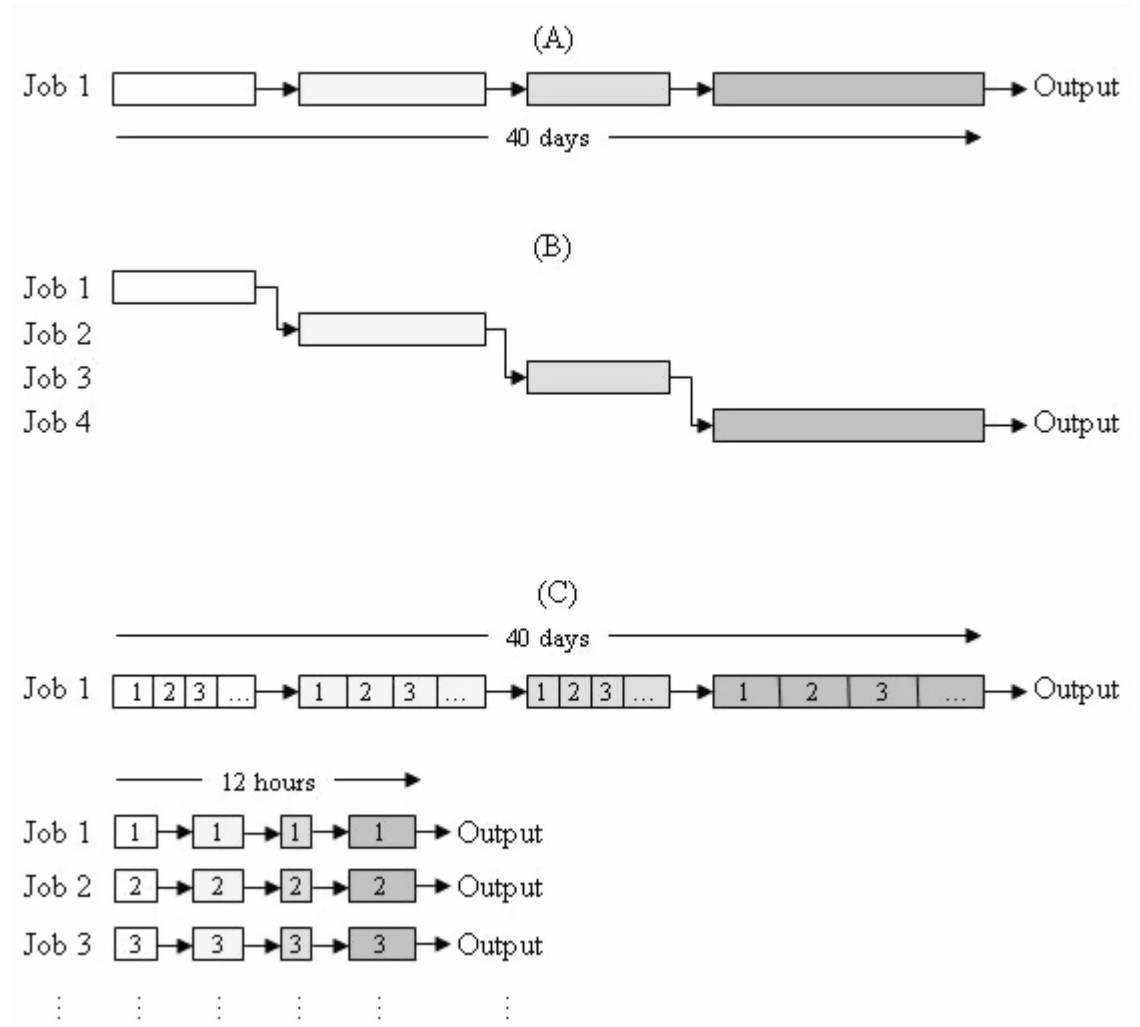 (A)
Job 1 Output
40 days
(B)
Job 1
Job 2
Job 3
Job 4 Output
(C)
40 days
Job 1 1 2 3 ... 1 2 3 ... 1 2 3 ... 1 2 3 ... Output
12 hours
Job 1 1 1 1 1 Output
Job 2 2 2 2 2 Output
Job 3 3 3 3 3 Output